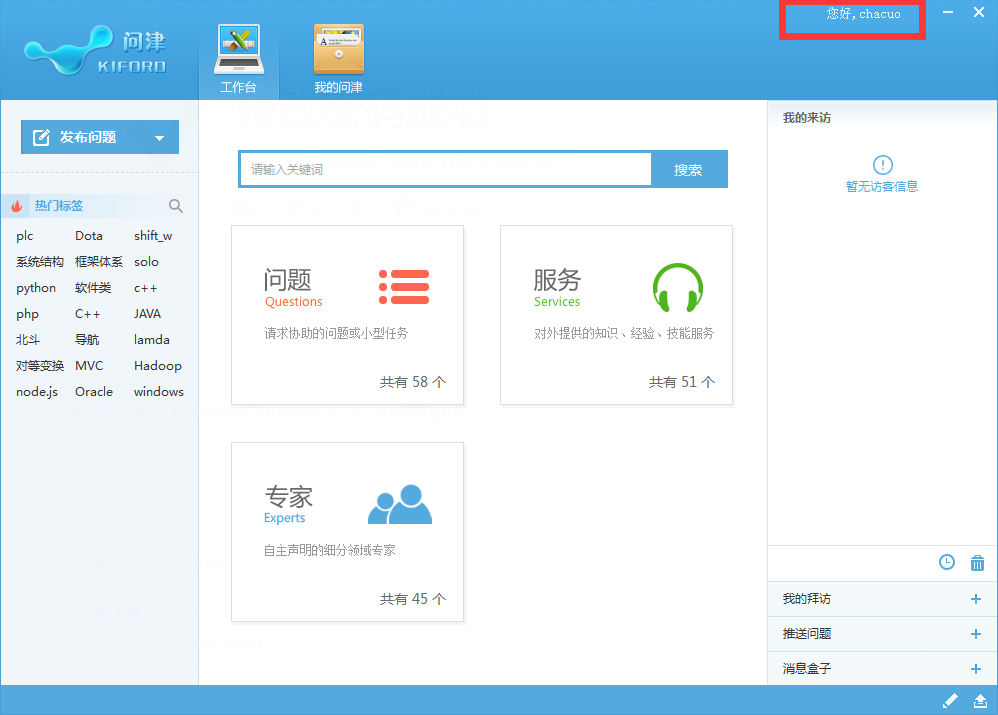 您好,chacuo
问津
KIFORD
工作台
我的问津
发布问题
热门标签
plc Dota shift_w
系统结构 框架体系 solo
python 软件类 c++
php C++ JAVA
北斗 导航 lamda
对等变换 MVC Hadoop
node.js Oracle windows
请输入关键词
搜索
问题
Questions
请求协助的问题或小型任务
共有 58 个
服务
Services
对外提供的知识、经验、技能服务
共有 51 个
专家
Experts
自主声明的细分领域专家
共有 45 个
我的来访
暂无访客信息
我的拜访
推送问题
消息盒子